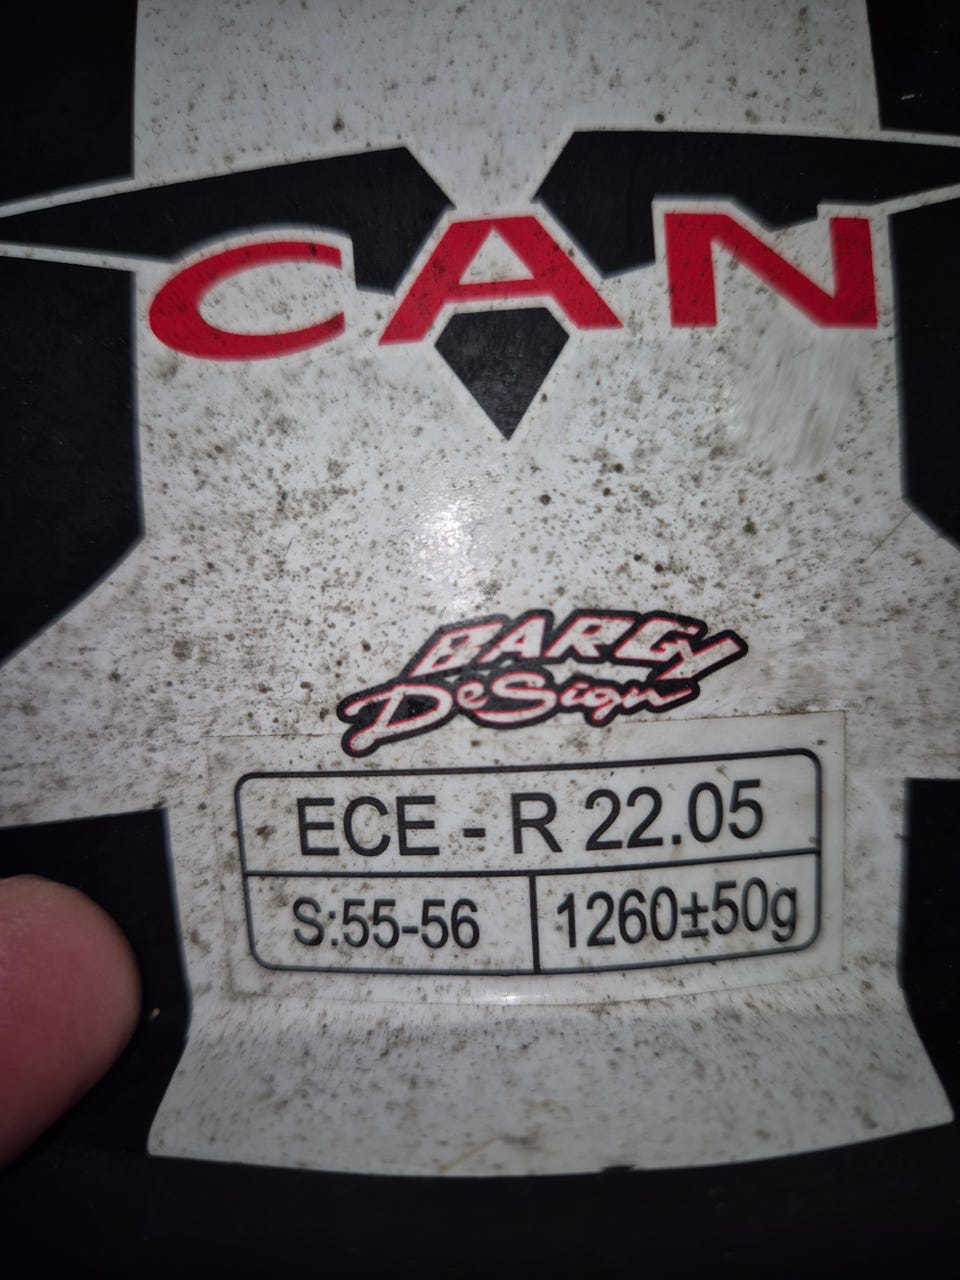 CAN
BARGY
DeSign
ECE - R 22.05
S:55-56 1260±50g